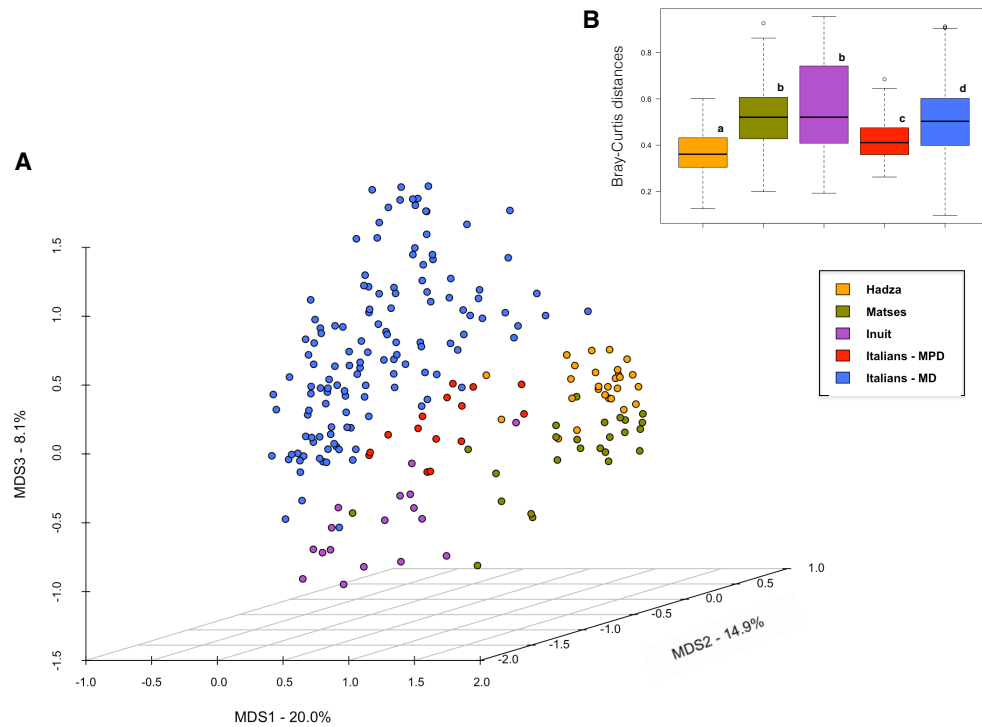 B
Bray-Curtis distances
0.8
0.6
0.4
0.2
a
b
b
c
d
A
MDS3 - 8.1%
1.5
1.0
0.5
0.0
-0.5
-1.0
-1.5
Hadza
Matses
Inuit
Italians - MPD
Italians - MD
1.0
0.5
0.0
-0.5
-1.0
-1.5
-2.0
MDS2 - 14.9%
-1.0 -0.5 0.0 0.5 1.0 1.5 2.0
MDS1 - 20.0%